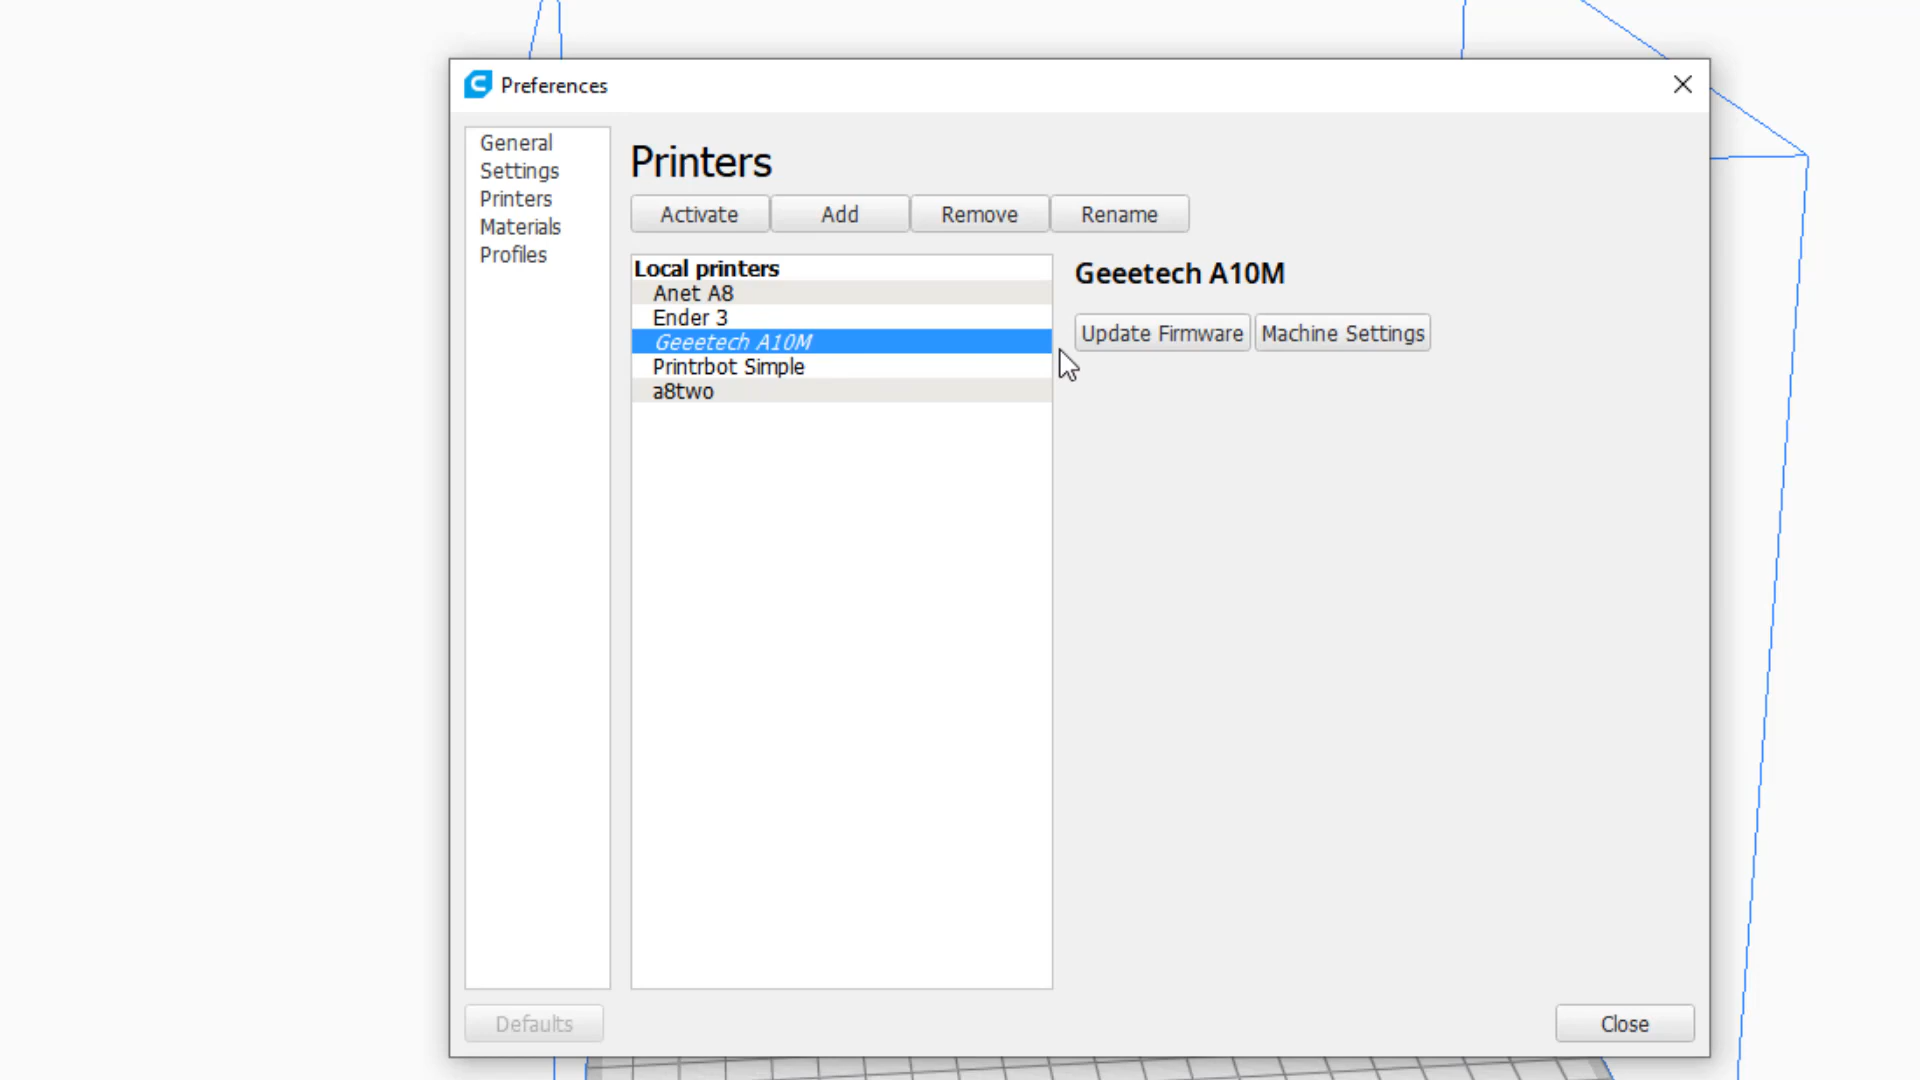 Preferences
General
Settings
Printers
Materials
Profiles
Printers
Activate
Add
Remove
Rename
Local printers
Anet A8
Ender 3
Geeetech A10M
Printrbot Simple
a8two
Geeetech A10M
Update Firmware
Machine Settings
Defaults
Close